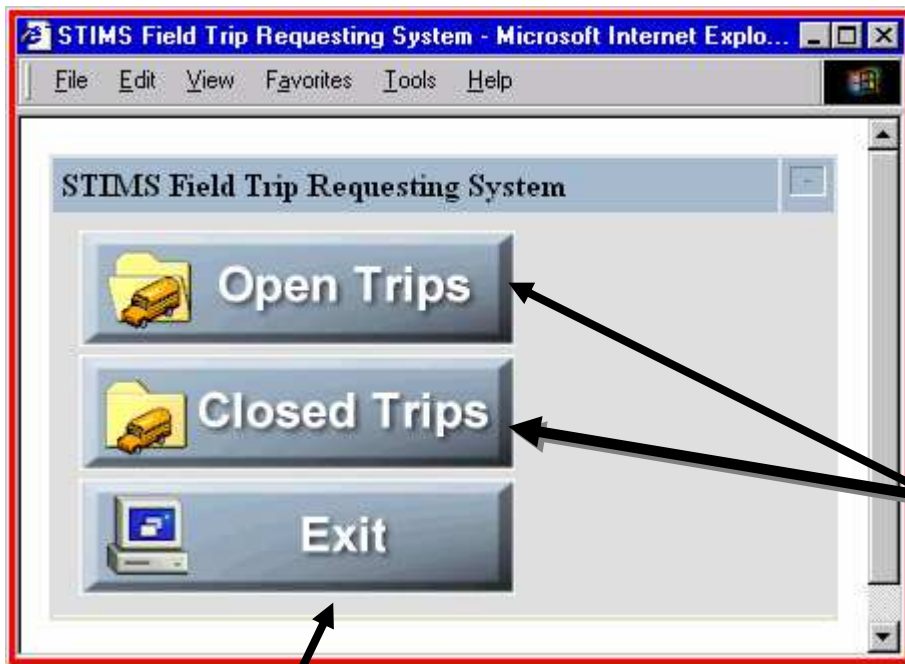 STIMS Field Trip Requesting System - Microsoft Internet Explo...
File Edit View Favorites Tools Help
STIMS Field Trip Requesting System
Open Trips
Closed Trips
Exit